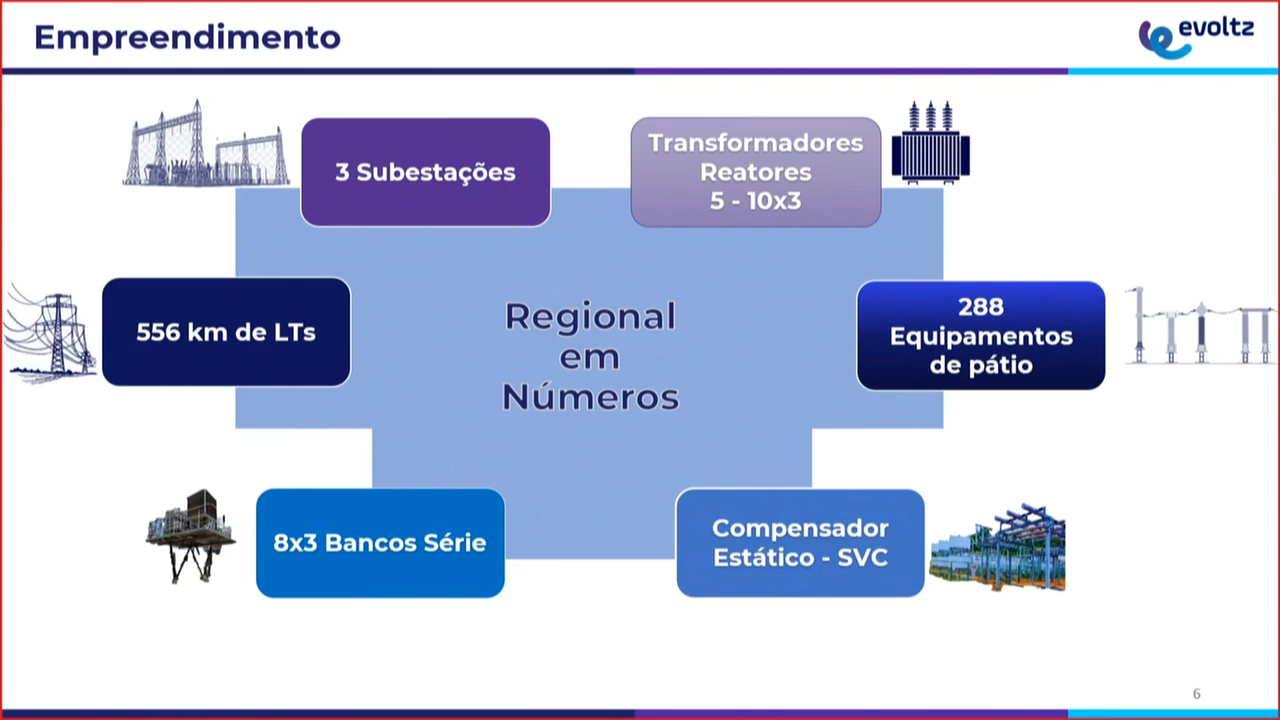 Empreendimento
evoltz
3 Subestações
Transformadores
Reatores
5 - 10x3
556 km de LTs
Regional
em
Números
288
Equipamentos
de pátio
8x3 Bancos Série
Compensador
Estático - SVC
6